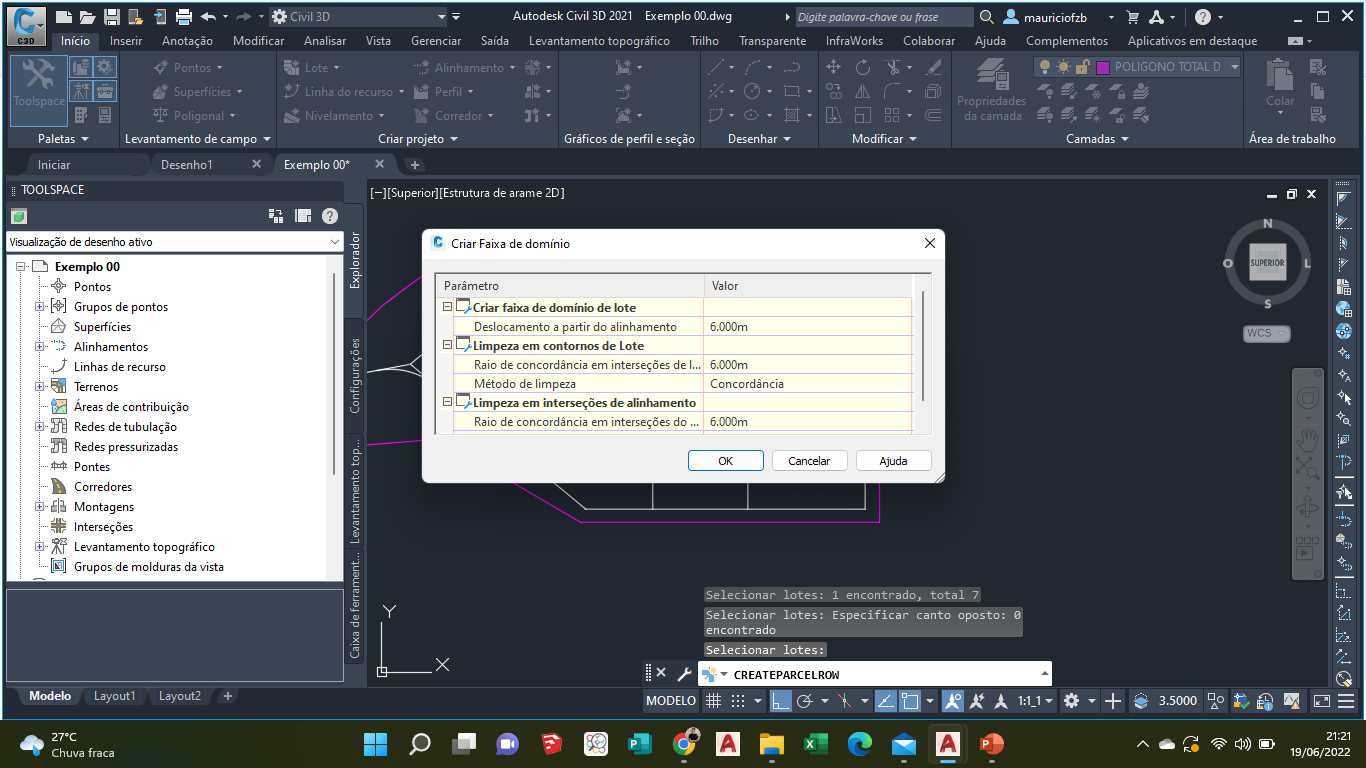 C3D
Civil 3D
Autodesk Civil 3D 2021 Exemplo 00.dwg
Digite palavra-chave ou frase
mauriciofzb
Início Inserir Anotação Modificar Analisar Vista Gerenciar Saída Levantamento topográfico Trilho Transparente InfraWorks Colaborar Ajuda Complementos Aplicativos em destaque
Pontos
Lote
Alinhamento
POLIGONO TOTAL D
Toolspace
Superfícies
Linha do recurso
Perfil
Propriedades
da camada
Colar
Poligonal
Nivelamento
Corredor
Paletas
Levantamento de campo
Criar projeto
Gráficos de perfil e seção
Desenhar
Modificar
Camadas
Área de trabalho
Iniciar
Desenho1
Exemplo 00*
TOOLSPACE
[−][Superior][Estrutura de arame 2D]
Visualização de desenho ativo
Exemplo 00
Pontos
Grupos de pontos
Superfícies
Alinhamentos
Linhas de recurso
Terrenos
Áreas de contribuição
Redes de tubulação
Redes pressurizadas
Pontes
Corredores
Montagens
Interseções
Levantamento topográfico
Grupos de molduras da vista
Explorador
Configurações
Levantamento top...
Caixa de ferrament...
Criar Faixa de domínio
Parâmetro Valor
Criar faixa de domínio de lote
Deslocamento a partir do alinhamento 6.000m
Limpeza em contornos de Lote
Raio de concordância em interseções de l... 6.000m
Método de limpeza Concordância
Limpeza em interseções de alinhamento
Raio de concordância em interseções do ... 6.000m
OK Cancelar Ajuda
N
O SUPERIOR L
S
WCS
Y
X
Selecionar lotes: 1 encontrado, total 7
Selecionar lotes: Especificar canto oposto: 0
encontrado
Selecionar lotes:
CREATEPARCELROW
Modelo Layout1 Layout2
MODELO
1:1_1
3.5000
27°C
Chuva fraca
21:21
19/06/2022